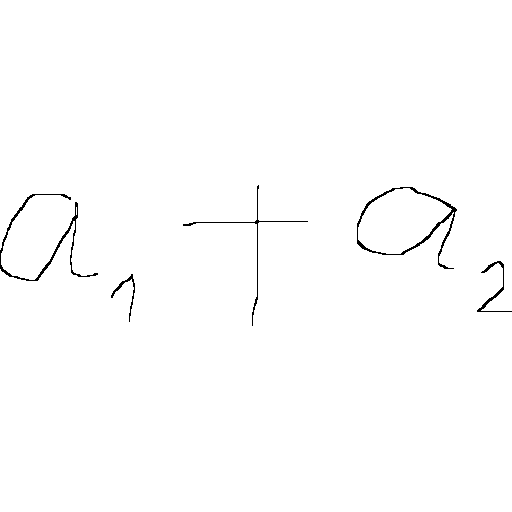 a₁ + a₂